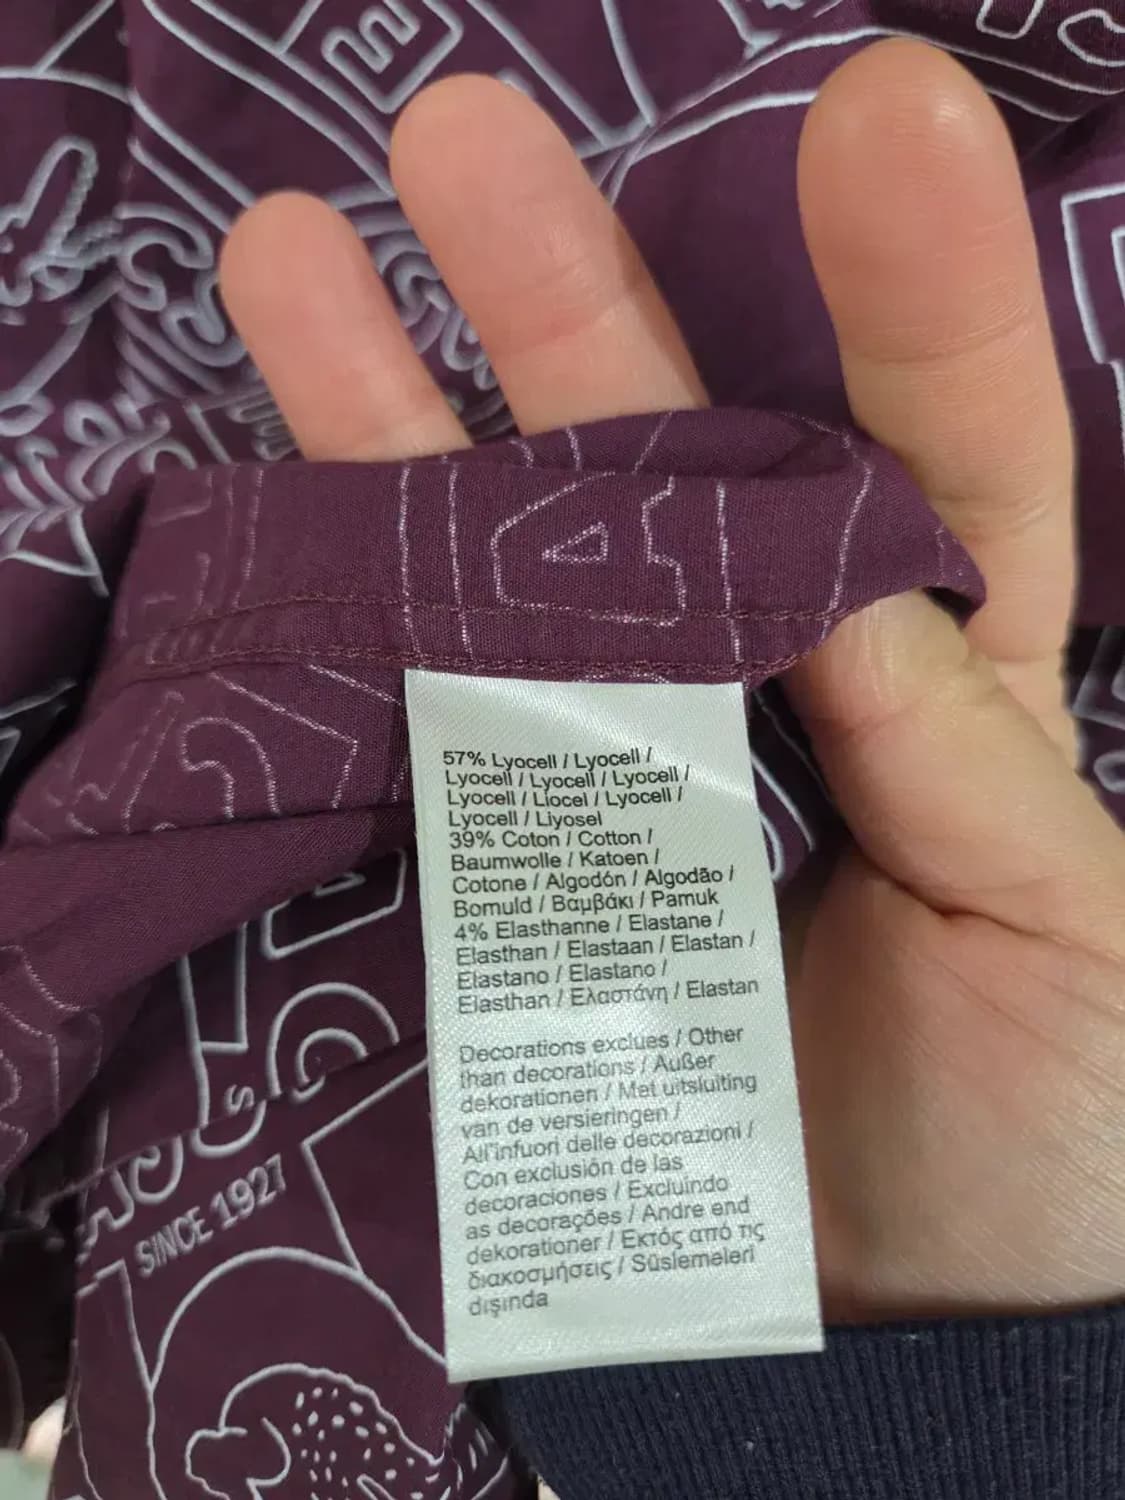 57% Lyocell / Lyocell /
Lyocell / Lyocell / Lyocell /
Lyocell / Liocel / Lyocell /
Lyocell / Liyosel
39% Coton / Cotton /
Baumwolle / Katoen /
Cotone / Algodón / Algodão /
Bomuld / Βαμβάκι / Pamuk
4% Elasthanne / Elastane /
Elasthan / Elastaan / Elastan /
Elastano / Elastano /
Elasthan / Ελαστάνη / Elastan
Decorations exclues / Other
than decorations / Außer
dekorationen / Met uitsluiting
van de versieringen /
All'infuori delle decorazioni /
Con exclusión de las
decoraciones / Excluindo
as decorações / Andre end
dekorationer / Εκτός από τις
διακοσμήσεις / Süslemeleri
dışında
SINCE 1927